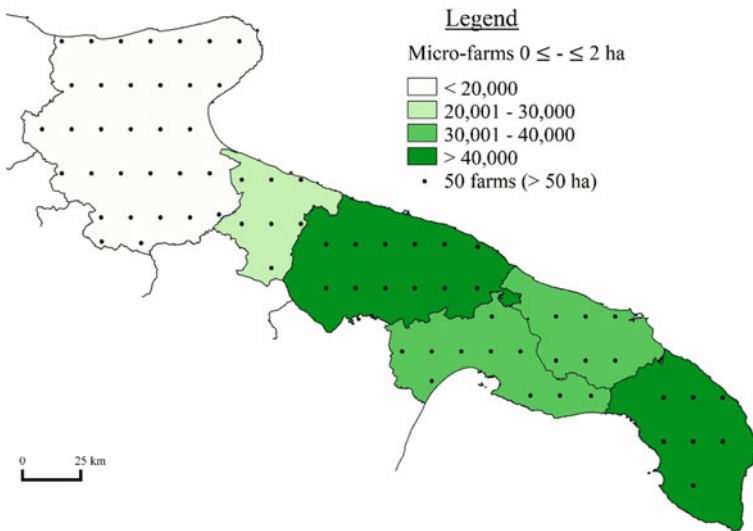 Legend
Micro-farms 0 ≤ - ≤ 2 ha
< 20,000
20,001 - 30,000
30,001 - 40,000
> 40,000
50 farms (> 50 ha)
0 25 km